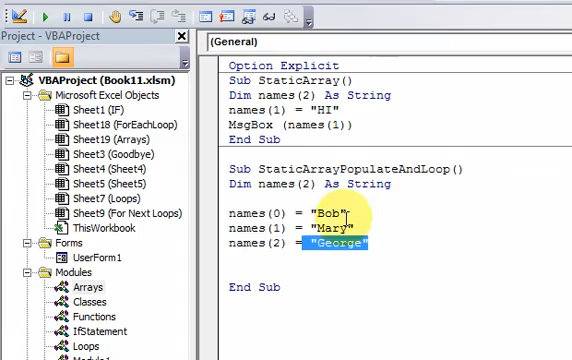 Project - VBAProject
VBAProject (Book11.xlsm)
Microsoft Excel Objects
Sheet1 (IF)
Sheet18 (ForEachLoop)
Sheet19 (Arrays)
Sheet3 (Goodbye)
Sheet4 (Sheet4)
Sheet5 (Sheet5)
Sheet7 (Loops)
Sheet9 (For Next Loops)
ThisWorkbook
Forms
UserForm1
Modules
Arrays
Classes
Functions
IfStatement
Loops
Module1
(General)
Option Explicit
Sub StaticArray()
Dim names(2) As String
names(1) = "HI"
MsgBox (names(1))
End Sub
Sub StaticArrayPopulateAndLoop()
Dim names(2) As String
names(0) = "Bob"
names(1) = "Mary"
names(2) = "George"
End Sub